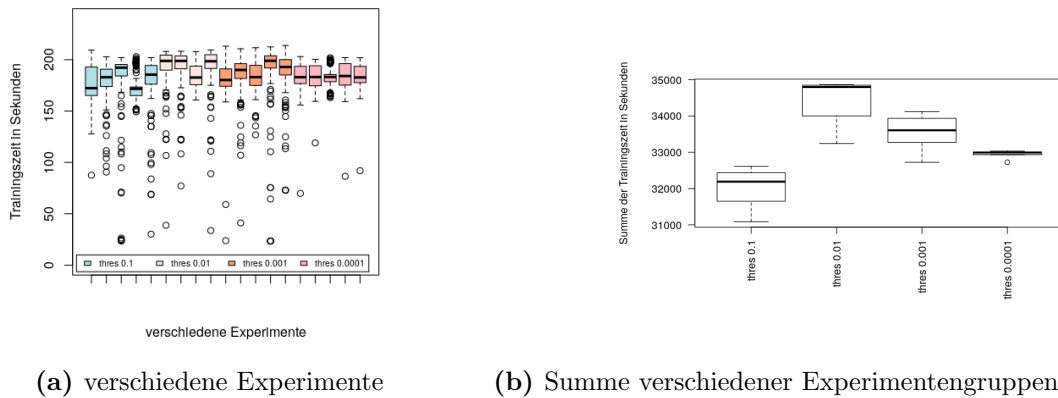 Trainingszeit in Sekunden
200
150
100
50
0
thres 0.1 thres 0.01 thres 0.001 thres 0.0001
verschiedene Experimente
(a) verschiedene Experimente
Summe der Trainingszeit in Sekunden
35000
34000
33000
32000
31000
thres 0.1
thres 0.01
thres 0.001
thres 0.0001
(b) Summe verschiedener Experimentengruppen